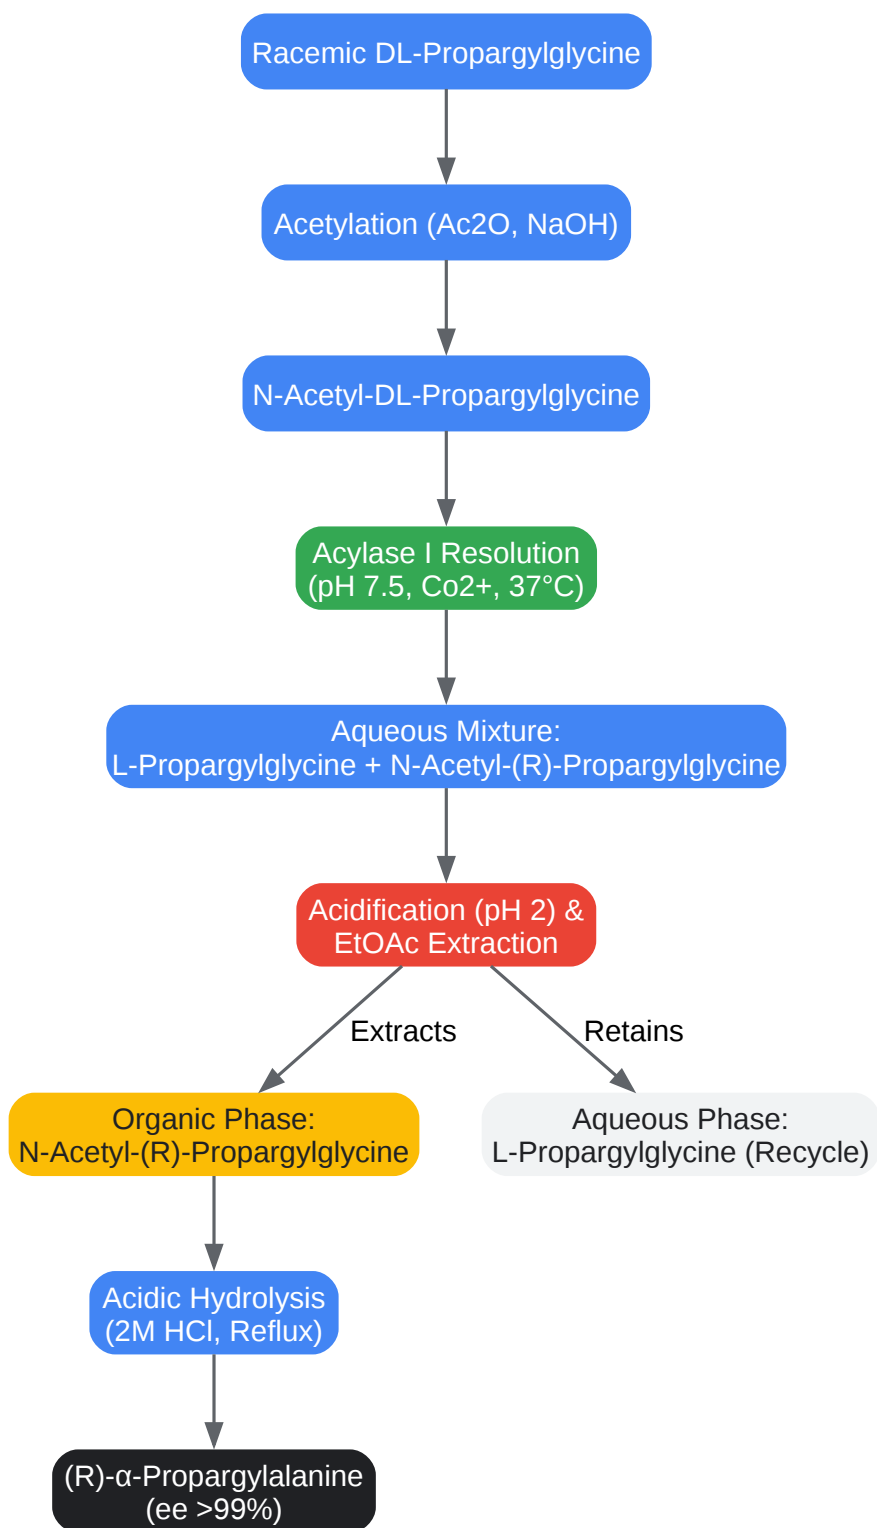 Racemic DL-Propargylglycine
Acetylation (Ac2O, NaOH)
N-Acetyl-DL-Propargylglycine
Acylase I Resolution
(pH 7.5, Co2+, 37°C)
Aqueous Mixture:
L-Propargylglycine + N-Acetyl-(R)-Propargylglycine
Acidification (pH 2) &
EtOAc Extraction
Extracts
Retains
Organic Phase:
N-Acetyl-(R)-Propargylglycine
Aqueous Phase:
L-Propargylglycine (Recycle)
Acidic Hydrolysis
(2M HCl, Reflux)
(R)-α-Propargylalanine
(ee >99%)